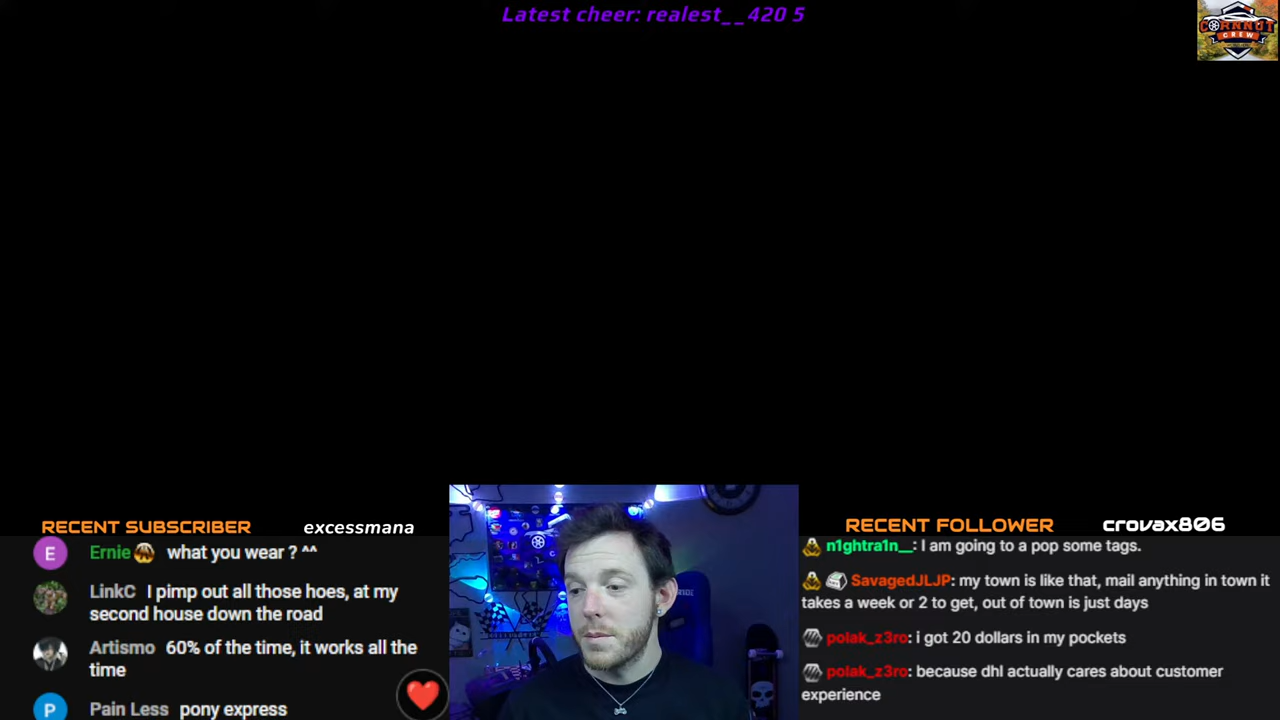 Latest cheer: realest__420 5
CORNNUT
CREW
RECENT SUBSCRIBER excessmana
Ernie what you wear ? ^^
LinkC I pimp out all those hoes, at my
second house down the road
Artismo 60% of the time, it works all the
time
Pain Less pony express
RECENT FOLLOWER crovax806
n1ghtra1n__: I am going to a pop some tags.
SavagedJLJP: my town is like that, mail anything in town it
takes a week or 2 to get, out of town is just days
polak_z3ro: i got 20 dollars in my pockets
polak_z3ro: because dhl actually cares about customer
experience